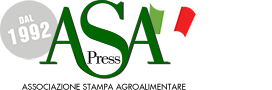 DAL
1992
ASA
Press
ASSOCIAZIONE STAMPA AGROALIMENTARE